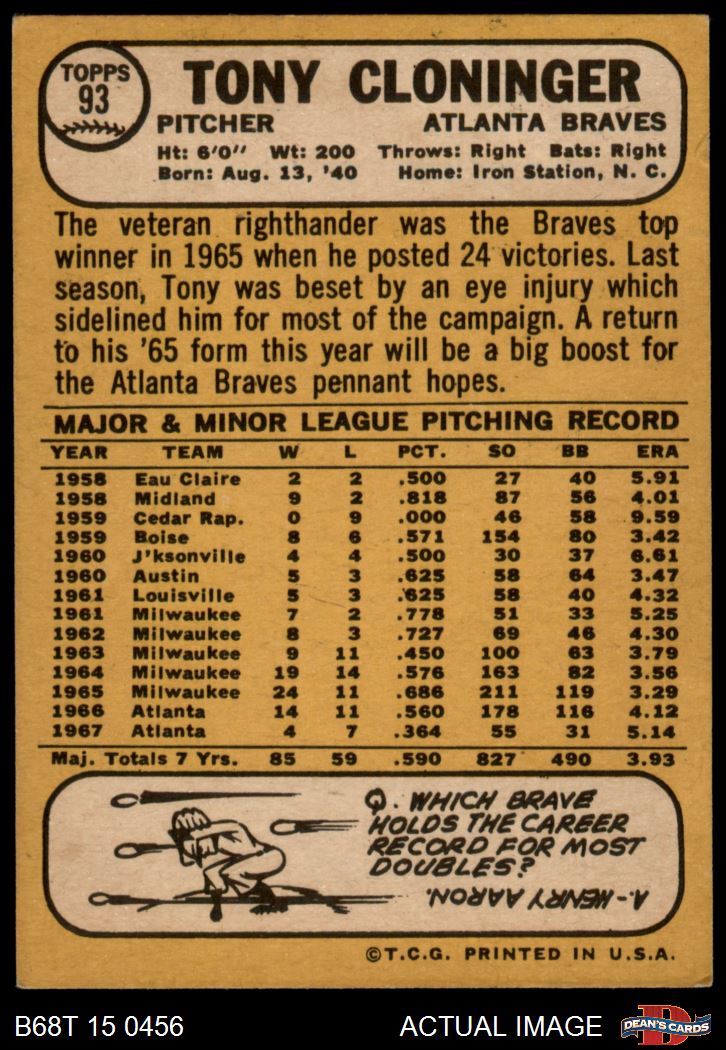 TOPPS
93
TONY CLONINGER
PITCHER ATLANTA BRAVES
Ht: 6'0" Wt: 200 Throws: Right Bats: Right
Born: Aug. 13, '40 Home: Iron Station, N. C.
The veteran righthander was the Braves top
winner in 1965 when he posted 24 victories. Last
season, Tony was beset by an eye injury which
sidelined him for most of the campaign. A return
to his '65 form this year will be a big boost for
the Atlanta Braves pennant hopes.
MAJOR & MINOR LEAGUE PITCHING RECORD
YEAR TEAM W L PCT. SO BB ERA
1958 Eau Claire 2 2 .500 27 40 5.91
1958 Midland 9 2 .818 87 56 4.01
1959 Cedar Rap. 0 9 .000 46 58 9.59
1959 Boise 8 6 .571 154 80 3.42
1960 J'ksonville 4 4 .500 30 37 6.61
1960 Austin 5 3 .625 58 64 3.47
1961 Louisville 5 3 .625 58 40 4.32
1961 Milwaukee 7 2 .778 51 33 5.25
1962 Milwaukee 8 3 .727 69 46 4.30
1963 Milwaukee 9 11 .450 100 63 3.79
1964 Milwaukee 19 14 .576 163 82 3.56
1965 Milwaukee 24 11 .686 211 119 3.29
1966 Atlanta 14 11 .560 178 116 4.12
1967 Atlanta 4 7 .364 55 31 5.14
Maj. Totals 7 Yrs. 85 59 .590 827 490 3.93
Q. WHICH BRAVE
HOLDS THE CAREER
RECORD FOR MOST
DOUBLES?
A-HENRY AARON.
©T.C.G. PRINTED IN U.S.A.
B68T 15 0456 ACTUAL IMAGE DEAN'S CARDS